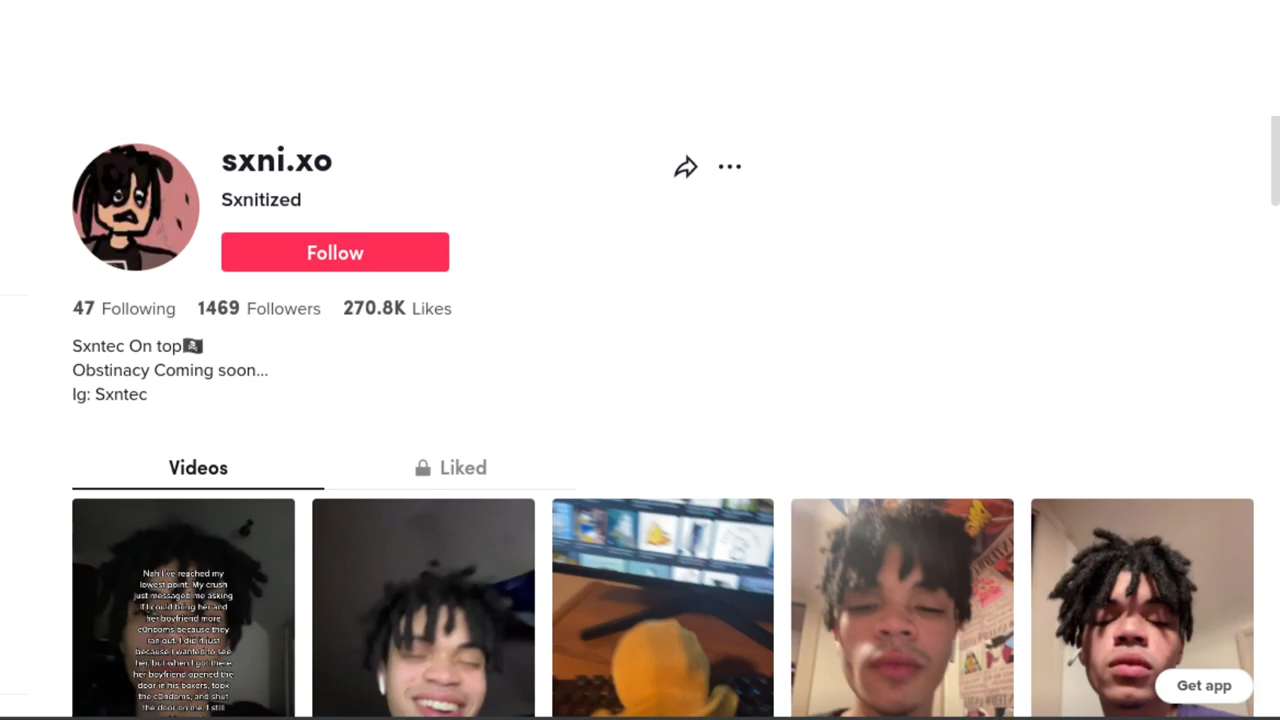 sxni.xo
Sxnitized
Follow
47 Following 1469 Followers 270.8K Likes
Sxntec On top🏴‍☠️
Obstinacy Coming soon...
Ig: Sxntec
Videos
Liked
Nah I've reached my
lowest point. My crush
just messaged me asking
if I could bring her and
her boyfriend more
c0ndoms because they
ran out. I did it just
because I wanted to see
her, but when I got there
her boyfriend opened the
door in his boxers, took
the c0ndoms, and shut
the door on me. I still
Get app